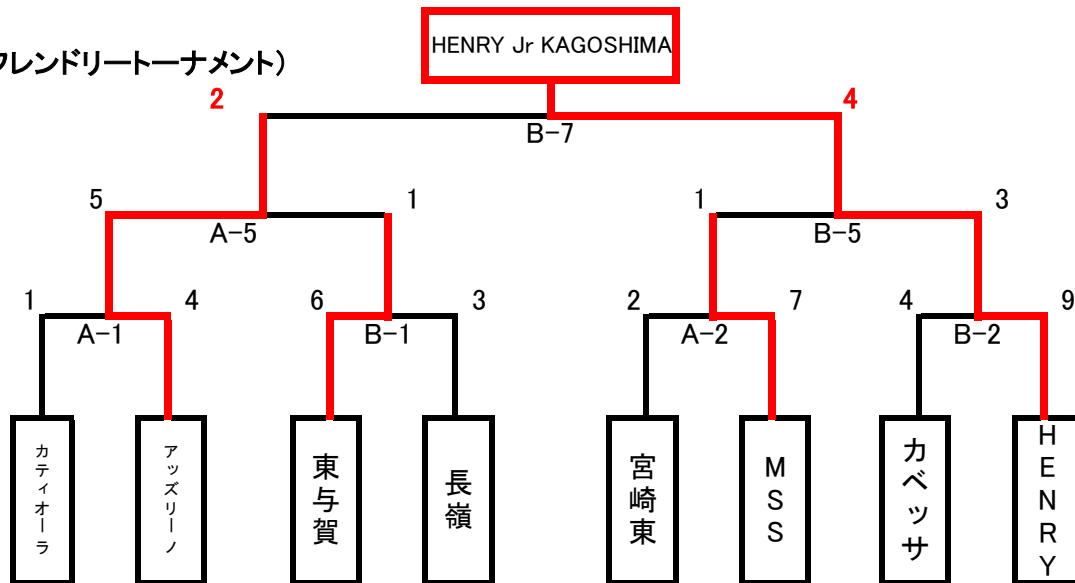 HENRY Jr KAGOSHIMA
フレンドリートーナメント）
2
4
B-7
5
1
1
3
A-5
B-5
1
4
6
3
2
7
4
9
A-1
B-1
A-2
B-2
カティオーラ
アッズリーノ
東与賀
長嶺
宮崎東
MSS
カベッサ
HENRY